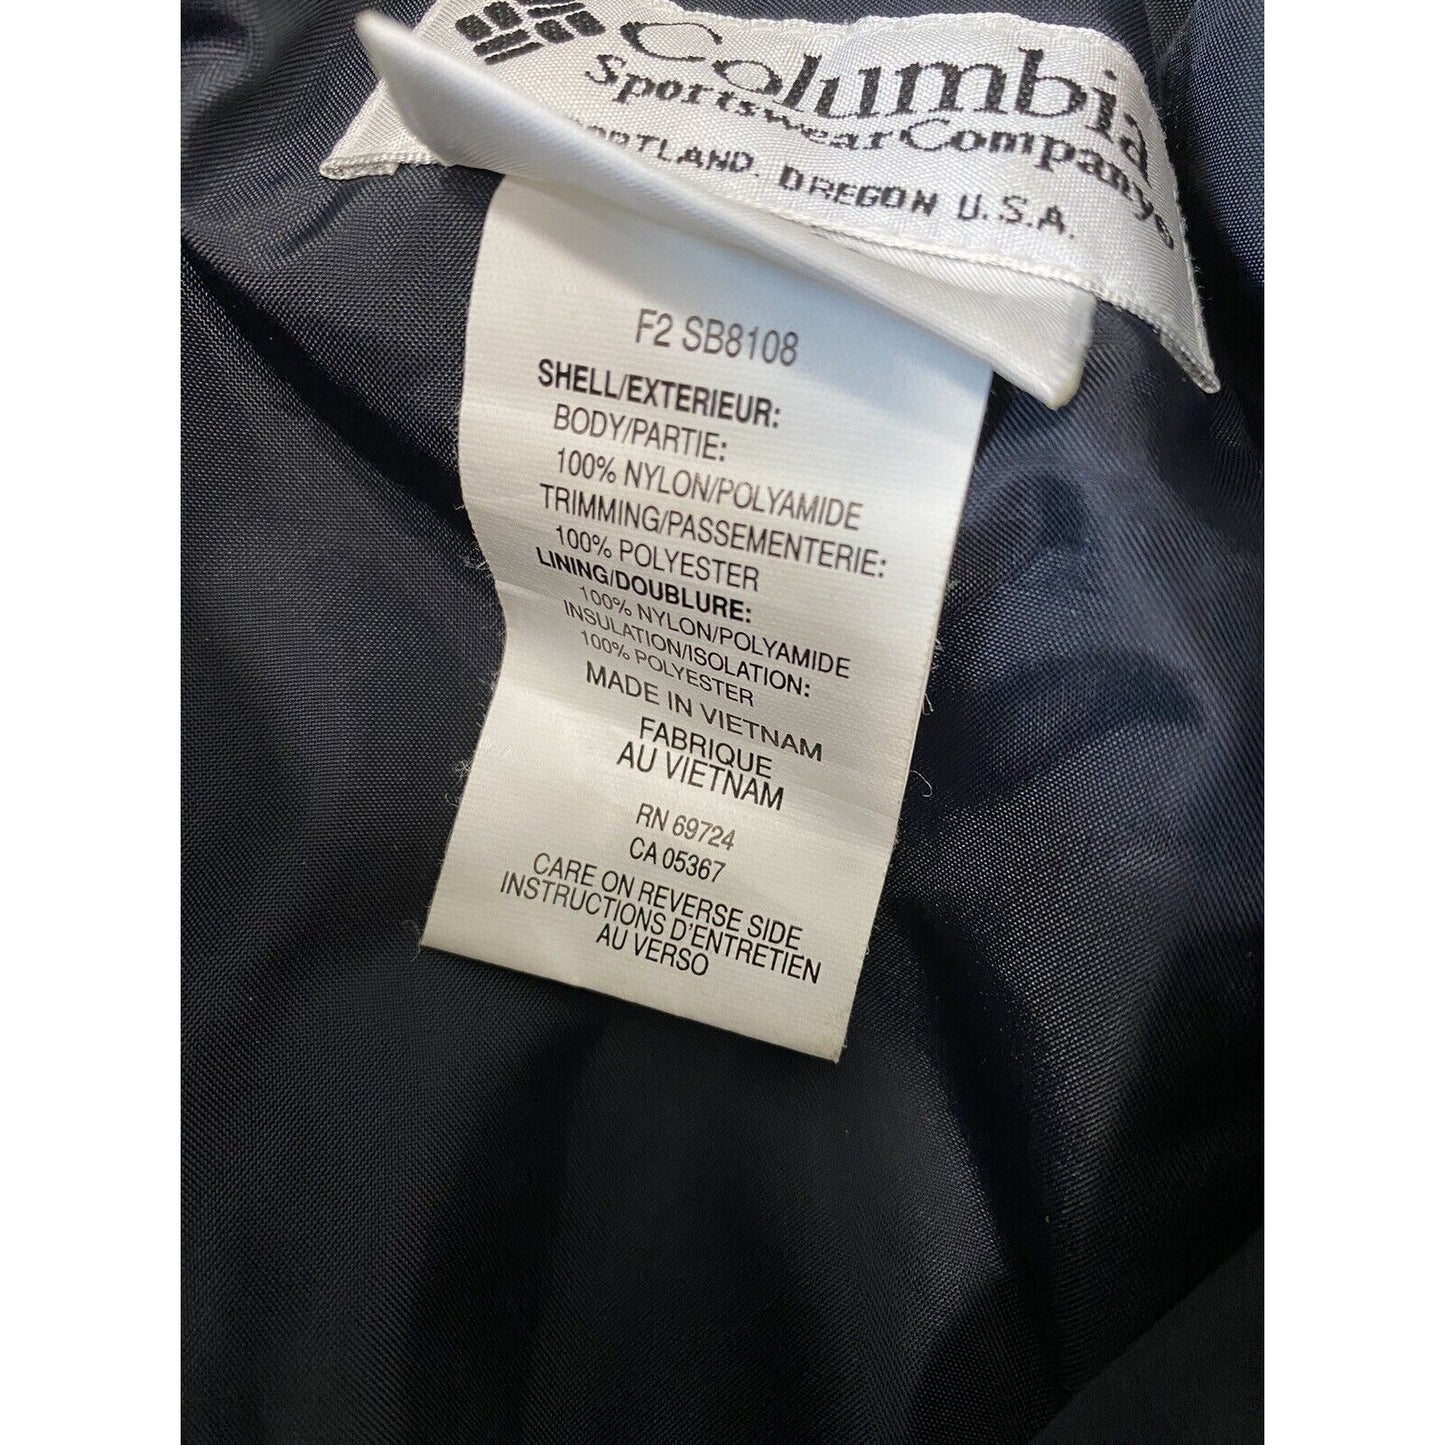 Columbia
Sportswear Company®
PORTLAND. OREGON U.S.A.
F2 SB8108
SHELL/EXTERIEUR:
BODY/PARTIE:
100% NYLON/POLYAMIDE
TRIMMING/PASSEMENTERIE:
100% POLYESTER
LINING/DOUBLURE:
100% NYLON/POLYAMIDE
INSULATION/ISOLATION:
100% POLYESTER
MADE IN VIETNAM
FABRIQUE
AU VIETNAM
RN 69724
CA 05367
CARE ON REVERSE SIDE
INSTRUCTIONS D'ENTRETIEN
AU VERSO